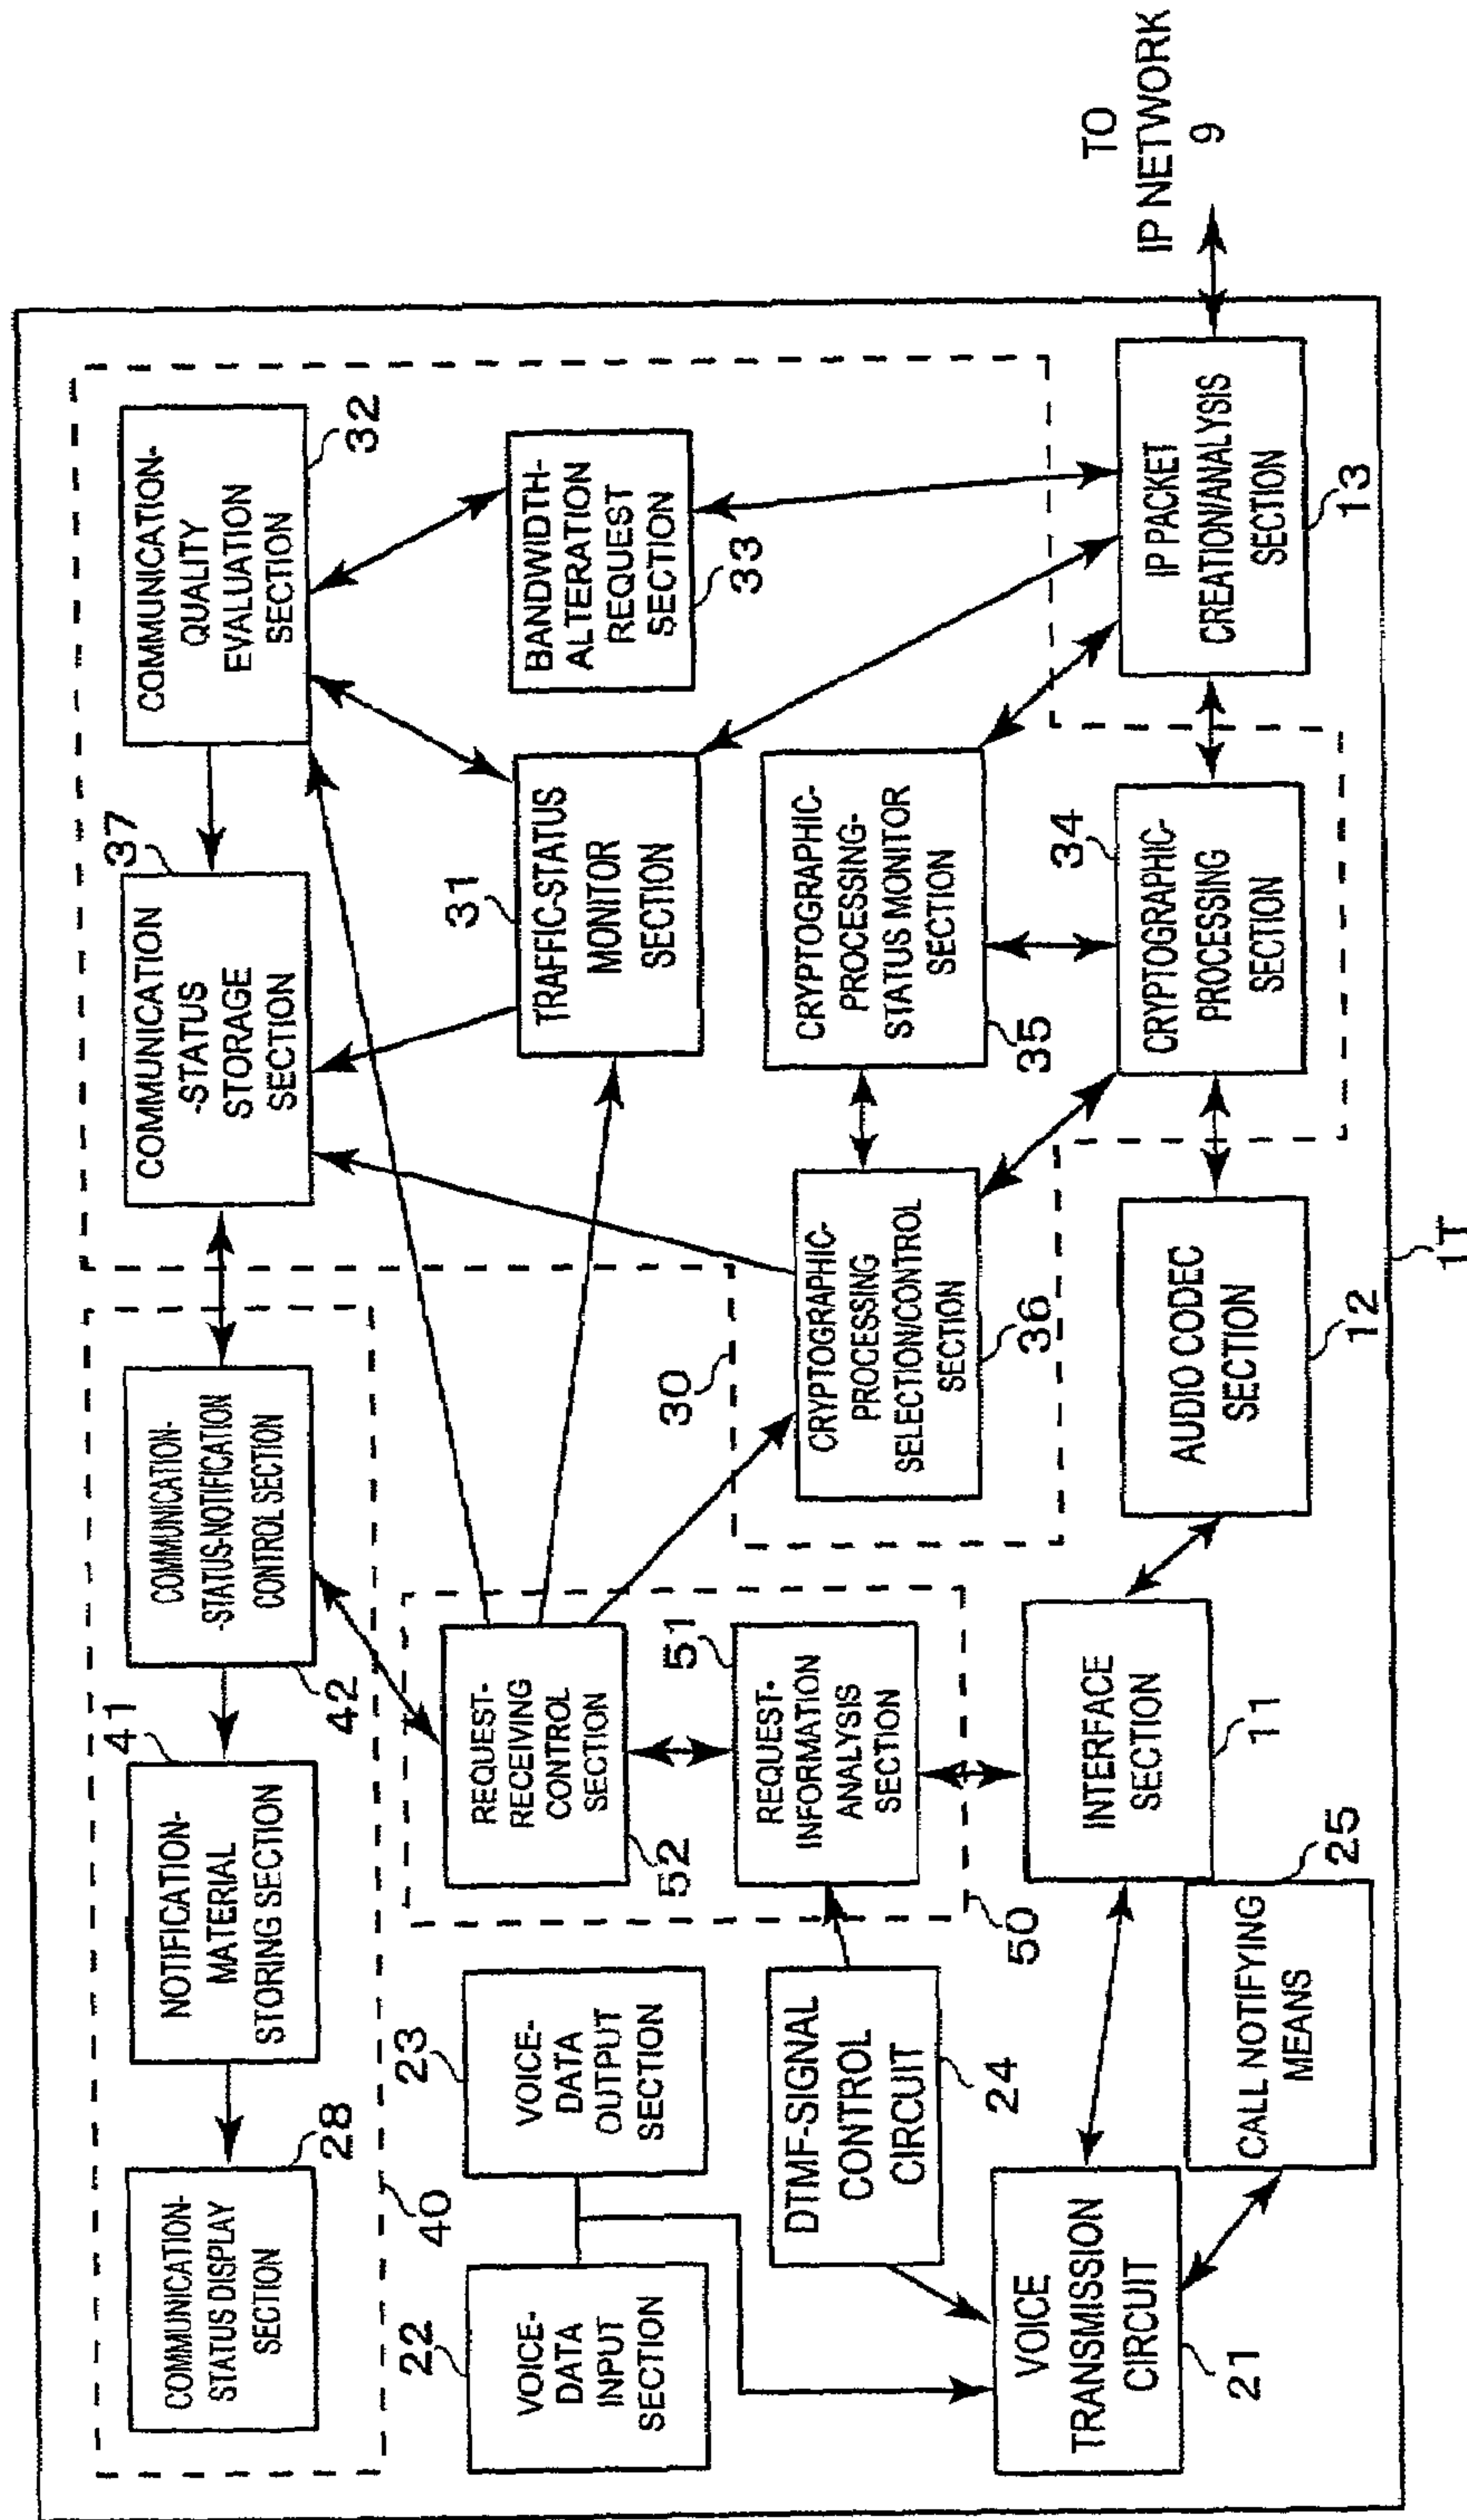 COMMUNICATION-
STATUS DISPLAY
SECTION
28
NOTIFICATION-
MATERIAL
STORING SECTION
41
COMMUNICATION-
-STATUS-NOTIFICATION
CONTROL SECTION
42
COMMUNICATION
-STATUS
STORAGE
SECTION
37
COMMUNICATION-
QUALITY
EVALUATION
SECTION
32
40
VOICE-
DATA
INPUT
SECTION
22
VOICE-
DATA
OUTPUT
SECTION
23
REQUEST-
RECEIVING
CONTROL
SECTION
52
30
TRAFFIC-STATUS
MONITOR
SECTION
31
BANDWIDTH-
ALTERATION
REQUEST
SECTION
33
DTMF-SIGNAL
CONTROL
CIRCUIT
24
REQUEST-
INFORMATION
ANALYSIS
SECTION
51
50
CRYPTOGRAPHIC-
PROCESSING
SELECTION/CONTROL
SECTION
36
CRYPTOGRAPHIC-
PROCESSING-
STATUS MONITOR
SECTION
35
VOICE
TRANSMISSION
CIRCUIT
21
CALL NOTIFYING
MEANS
25
INTERFACE
SECTION
11
AUDIO CODEC
SECTION
12
CRYPTOGRAPHIC-
PROCESSING
SECTION
34
IP PACKET
CREATION/ANALYSIS
SECTION
13
TO
IP NETWORK
9
1T